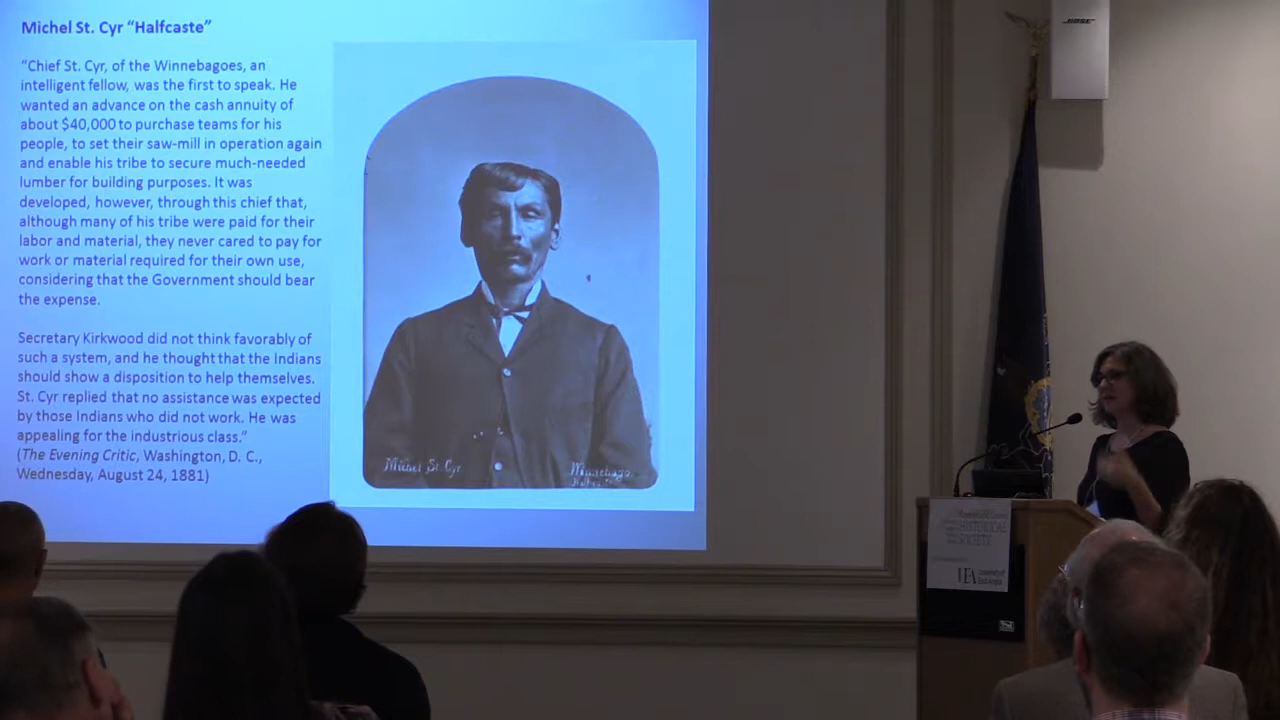 Michel St. Cyr “Halfcaste”
“Chief St. Cyr, of the Winnebagoes, an
intelligent fellow, was the first to speak. He
wanted an advance on the cash annuity of
about $40,000 to purchase teams for his
people, to set their saw-mill in operation again
and enable his tribe to secure much-needed
lumber for building purposes. It was
developed, however, through this chief that,
although many of his tribe were paid for their
labor and material, they never cared to pay for
work or material required for their own use,
considering that the Government should bear
the expense.
Secretary Kirkwood did not think favorably of
such a system, and he thought that the Indians
should show a disposition to help themselves.
St. Cyr replied that no assistance was expected
by those Indians who did not work. He was
appealing for the industrious class.”
(The Evening Critic, Washington, D. C.,
Wednesday, August 24, 1881)
Michel St. Cyr
BOSE
HISTORICAL
SOCIETY
UEA University of
East Anglia